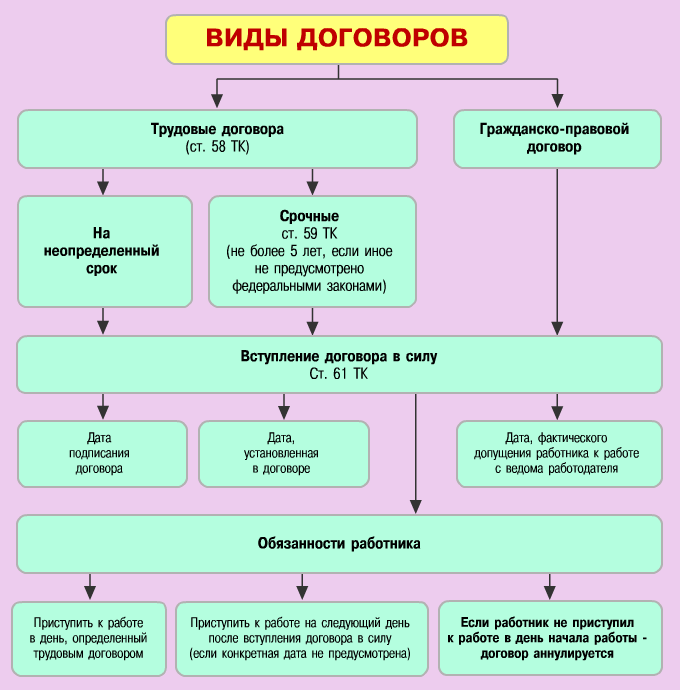 ВИДЫ ДОГОВОРОВ
Трудовые договора
(ст. 58 ТК)
Гражданско-правовой
договор
На
неопределенный
срок
Срочные
ст. 59 ТК
(не более 5 лет, если иное
не предусмотрено
федеральными законами)
Вступление договора в силу
Ст. 61 ТК
Дата
подписания
договора
Дата,
установленная
в договоре
Дата, фактического
допущения работника к работе
с ведома работодателя
Обязанности работника
Приступить к работе
в день, определенный
трудовым договором
Приступить к работе на следующий день
после вступления договора в силу
(если конкретная дата не предусмотрена)
Если работник не приступил
к работе в день начала работы -
договор аннулируется